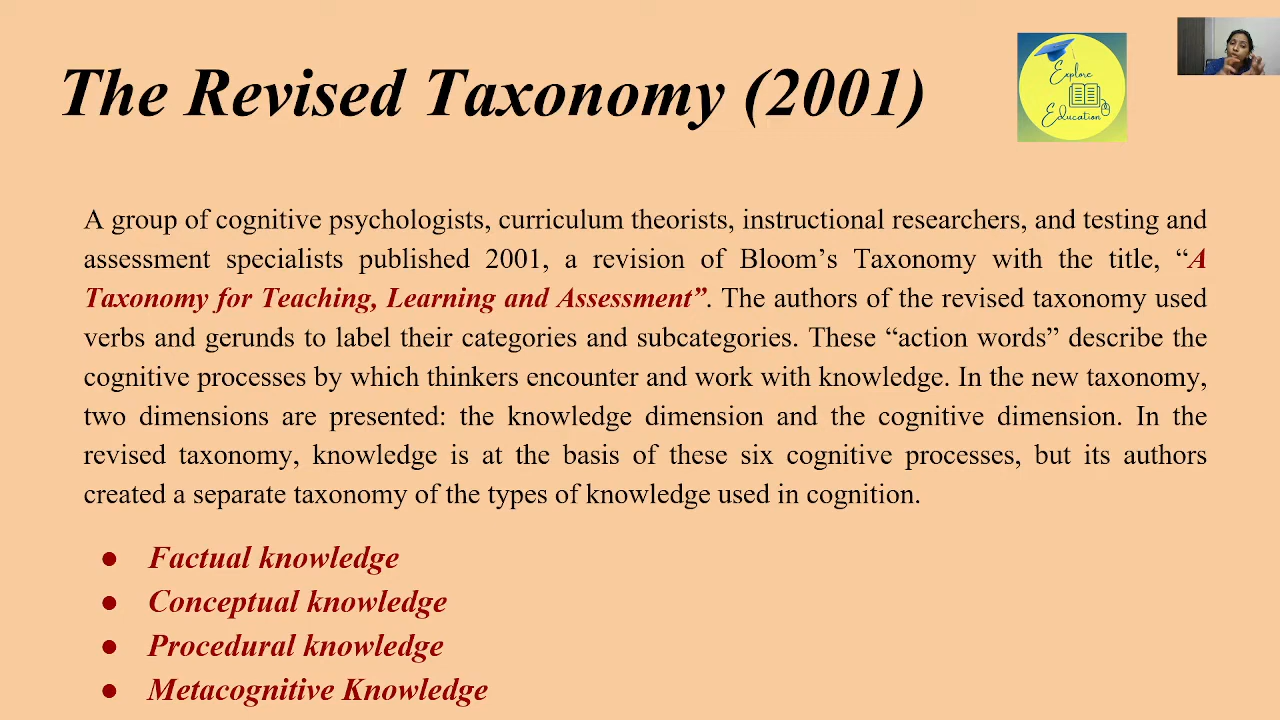 The Revised Taxonomy (2001)
Explore
Education
A group of cognitive psychologists, curriculum theorists, instructional researchers, and testing and
assessment specialists published 2001, a revision of Bloom’s Taxonomy with the title, “A
Taxonomy for Teaching, Learning and Assessment”. The authors of the revised taxonomy used
verbs and gerunds to label their categories and subcategories. These “action words” describe the
cognitive processes by which thinkers encounter and work with knowledge. In the new taxonomy,
two dimensions are presented: the knowledge dimension and the cognitive dimension. In the
revised taxonomy, knowledge is at the basis of these six cognitive processes, but its authors
created a separate taxonomy of the types of knowledge used in cognition.
● Factual knowledge
● Conceptual knowledge
● Procedural knowledge
● Metacognitive Knowledge